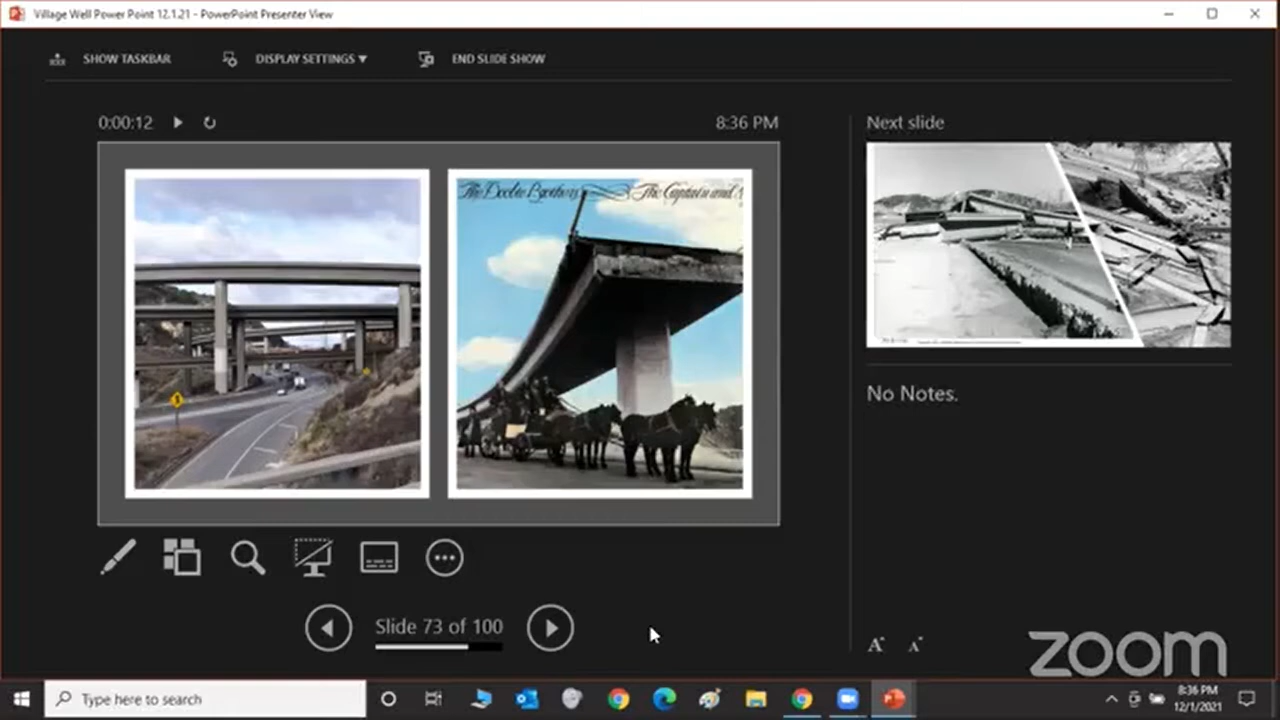 Village Well Power Point 12.1.21 - PowerPoint Presenter View
SHOW TASKBAR
DISPLAY SETTINGS ▼
END SLIDE SHOW
0:00:12
8:36 PM
Next slide
The Doobie Brothers
The Captain and
No Notes.
Slide 73 of 100
A A
zoom
Type here to search
8:36 PM
12/1/2021